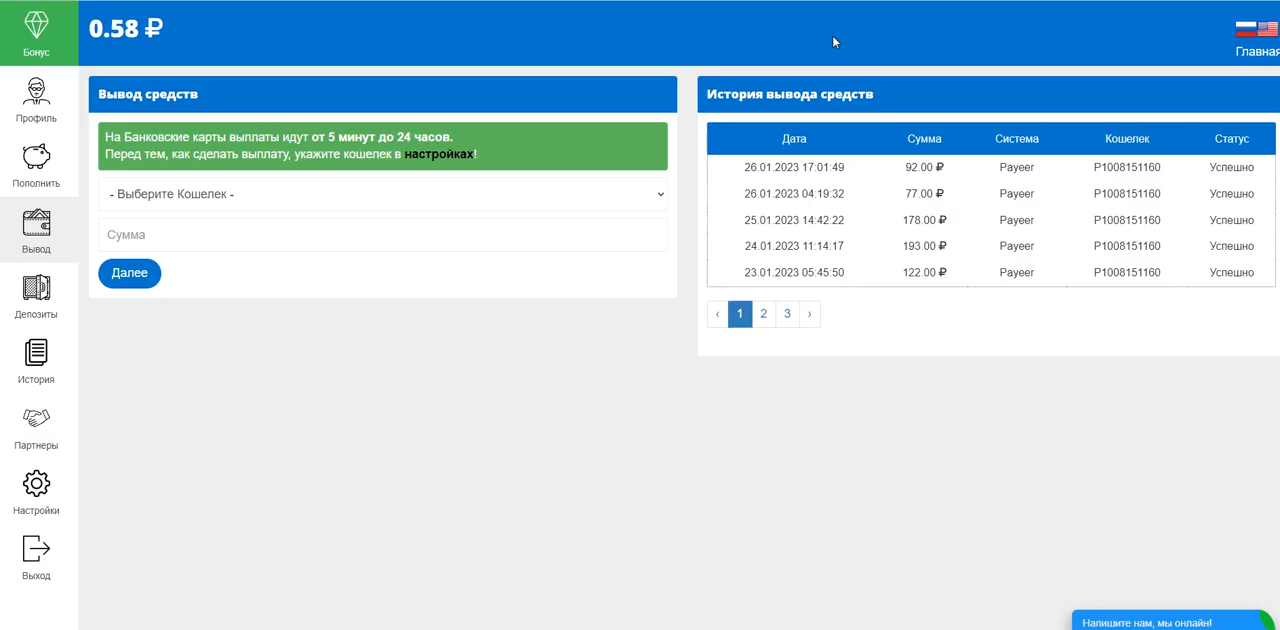 0.58 ₽
Главная
Бонус
Профиль
Пополнить
Вывод
Депозиты
История
Партнеры
Настройки
Выход
Вывод средств
На Банковские карты выплаты идут от 5 минут до 24 часов.
Перед тем, как сделать выплату, укажите кошелек в настройках!
- Выберите Кошелек -
Сумма
Далее
История вывода средств
Дата Сумма Система Кошелек Статус
26.01.2023 17:01:49 92.00 ₽ Payeer P1008151160 Успешно
26.01.2023 04:19:32 77.00 ₽ Payeer P1008151160 Успешно
25.01.2023 14:42:22 178.00 ₽ Payeer P1008151160 Успешно
24.01.2023 11:14:17 193.00 ₽ Payeer P1008151160 Успешно
23.01.2023 05:45:50 122.00 ₽ Payeer P1008151160 Успешно
‹ 1 2 3 ›
Напишите нам, мы онлайн!